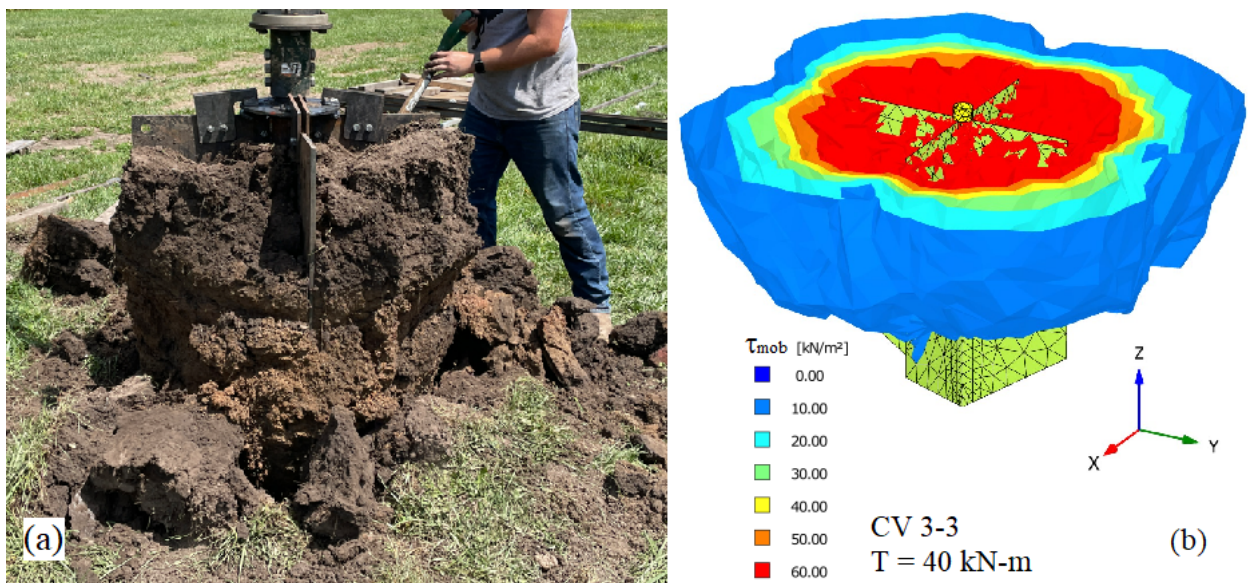 (a)
τmob [kN/m²]
0.00
10.00
20.00
30.00
40.00
50.00
60.00
CV 3-3
T = 40 kN-m
Z
X
Y
(b)